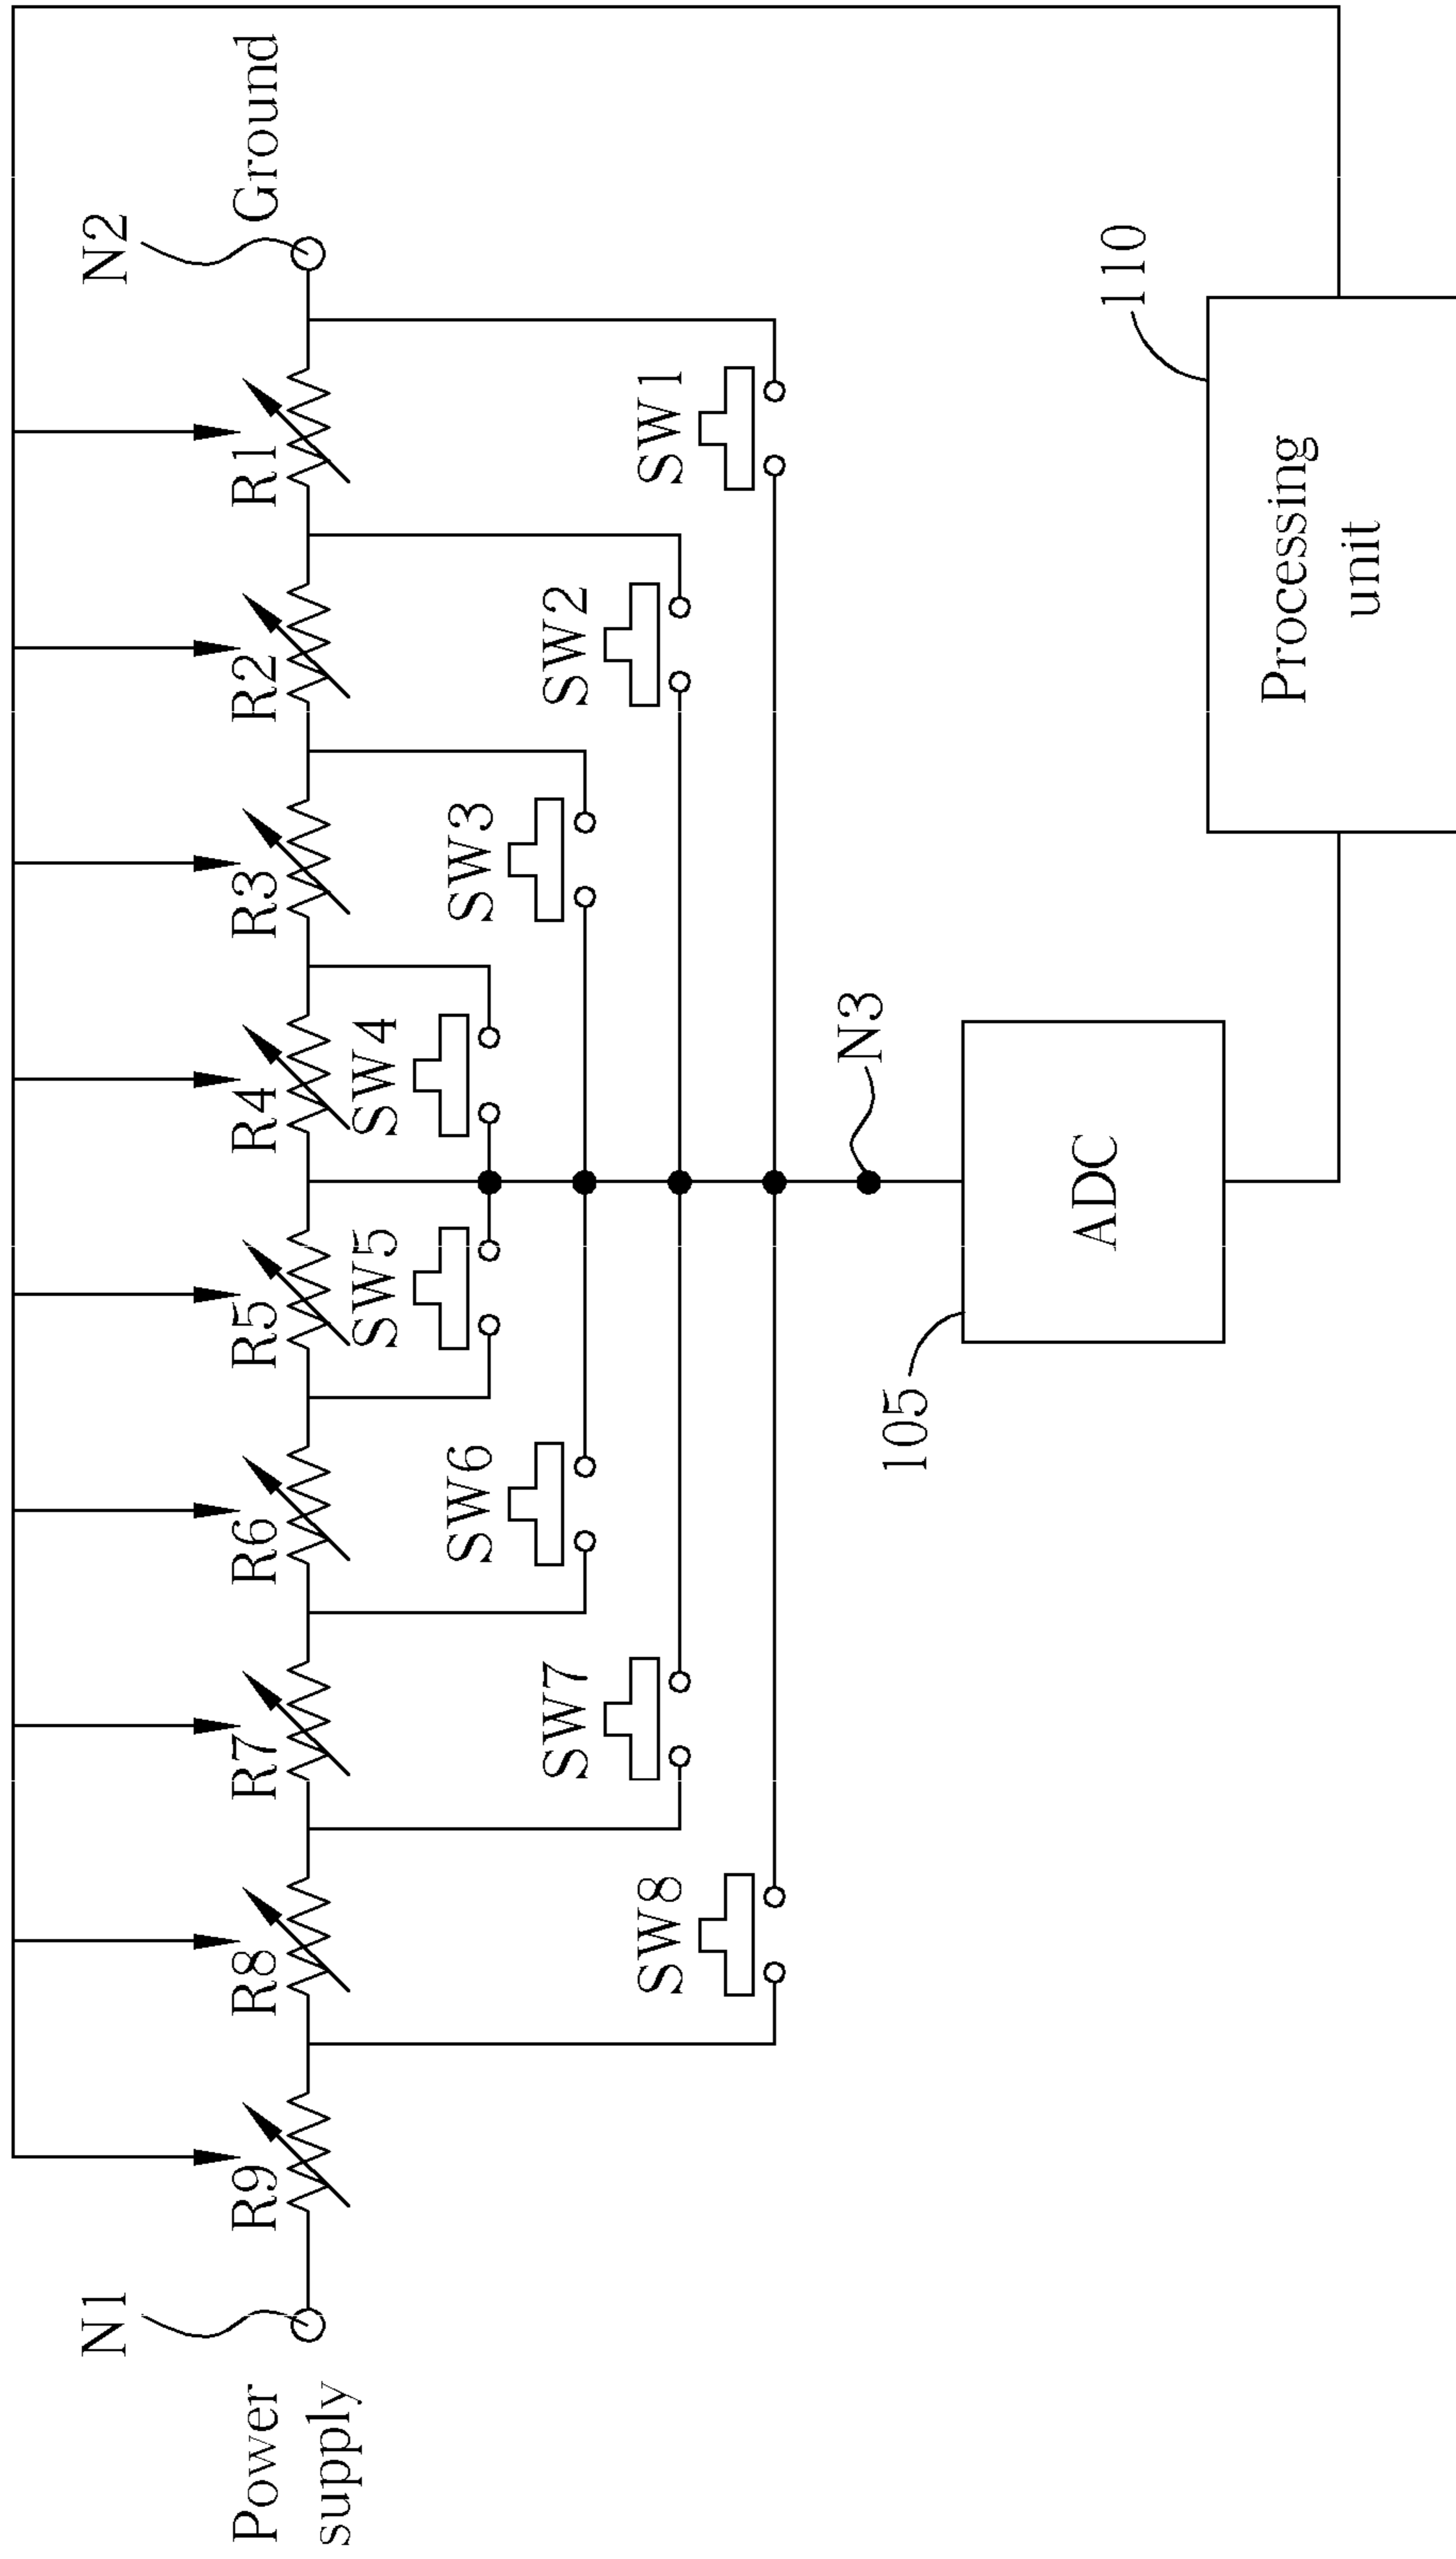 N1
N2
Power
supply
R9
R8
R7
R6
R5
R4
R3
R2
R1
Ground
SW5
SW4
SW6
SW3
SW7
SW2
SW8
SW1
N3
105
ADC
110
Processing
unit